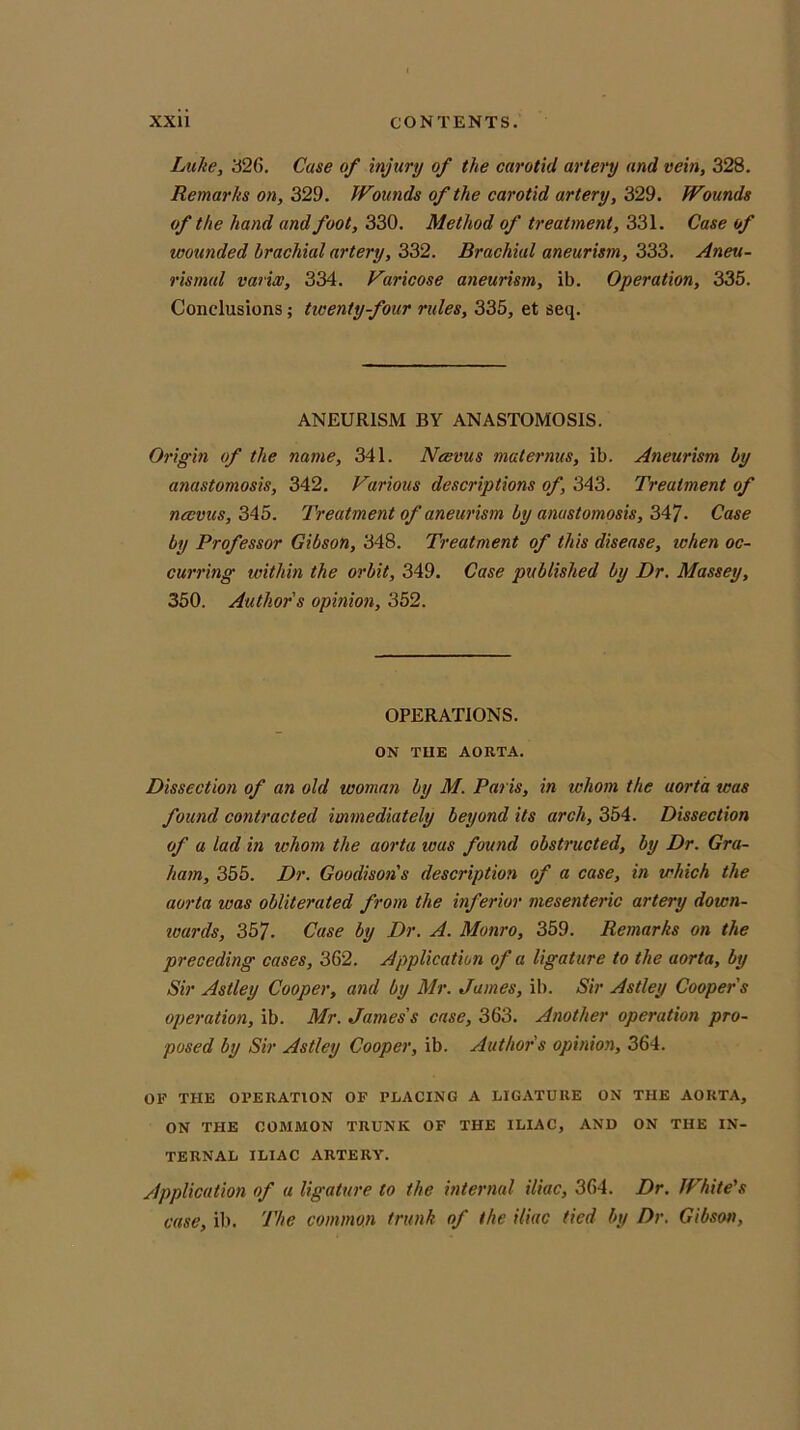 xxii CONTENTS.
Luke, 326. Case of injury of the carotid artery and vein, 328.
Remarks on, 329. Wounds of the carotid artery, 329. Wounds
of the hand and foot, 330. Method of treatment, 331. Case of
wounded brachial artery, 332. Brachial aneurism, 333. Aneu-
rismal varix, 334. Varicose aneurism, ib. Operation, 335.
Conclusions; twenty-four rules, 335, et seq.
ANEURISM BY ANASTOMOSIS.
Origin of the name, 341. Nævus maternus, ib. Aneurism by
anastomosis, 342. Various descriptions of, 343. Treatment of
nævus, 345. Treatment of aneurism by anastomosis, 347. Case
by Professor Gibson, 348. Treatment of this disease, when oc-
curring within the orbit, 349. Case published by Dr. Massey,
350. Author's opinion, 352.
OPERATIONS.
ON THE AORTA.
Dissection of an old woman by M. Paris, in whom the aorta was
found contracted immediately beyond its arch, 354. Dissection
of a lad in whom the aorta was found obstructed, by Dr. Gra-
ham, 355. Dr. Goodison's description of a case, in which the
aorta was obliterated from the inferior mesenteric artery down-
wards, 357. Case by Dr. A. Monro, 359. Remarks on the
preceding cases, 362. Application of a ligature to the aorta, by
Sir Astley Cooper, and by Mr. James, ib. Sir Astley Cooper's
operation, ib. Mr. James's case, 363. Another operation pro-
posed by Sir Astley Cooper, ib. Author's opinion, 364.
OF THE OPERATION OF PLACING A LIGATURE ON THE AORTA,
ON THE COMMON TRUNK OF THE ILIAC, AND ON THE IN-
TERNAL ILIAC ARTERY.
Application of a ligature to the internal iliac, 364. Dr. White's
case, ib. The common trunk of the iliac tied by Dr. Gibson,